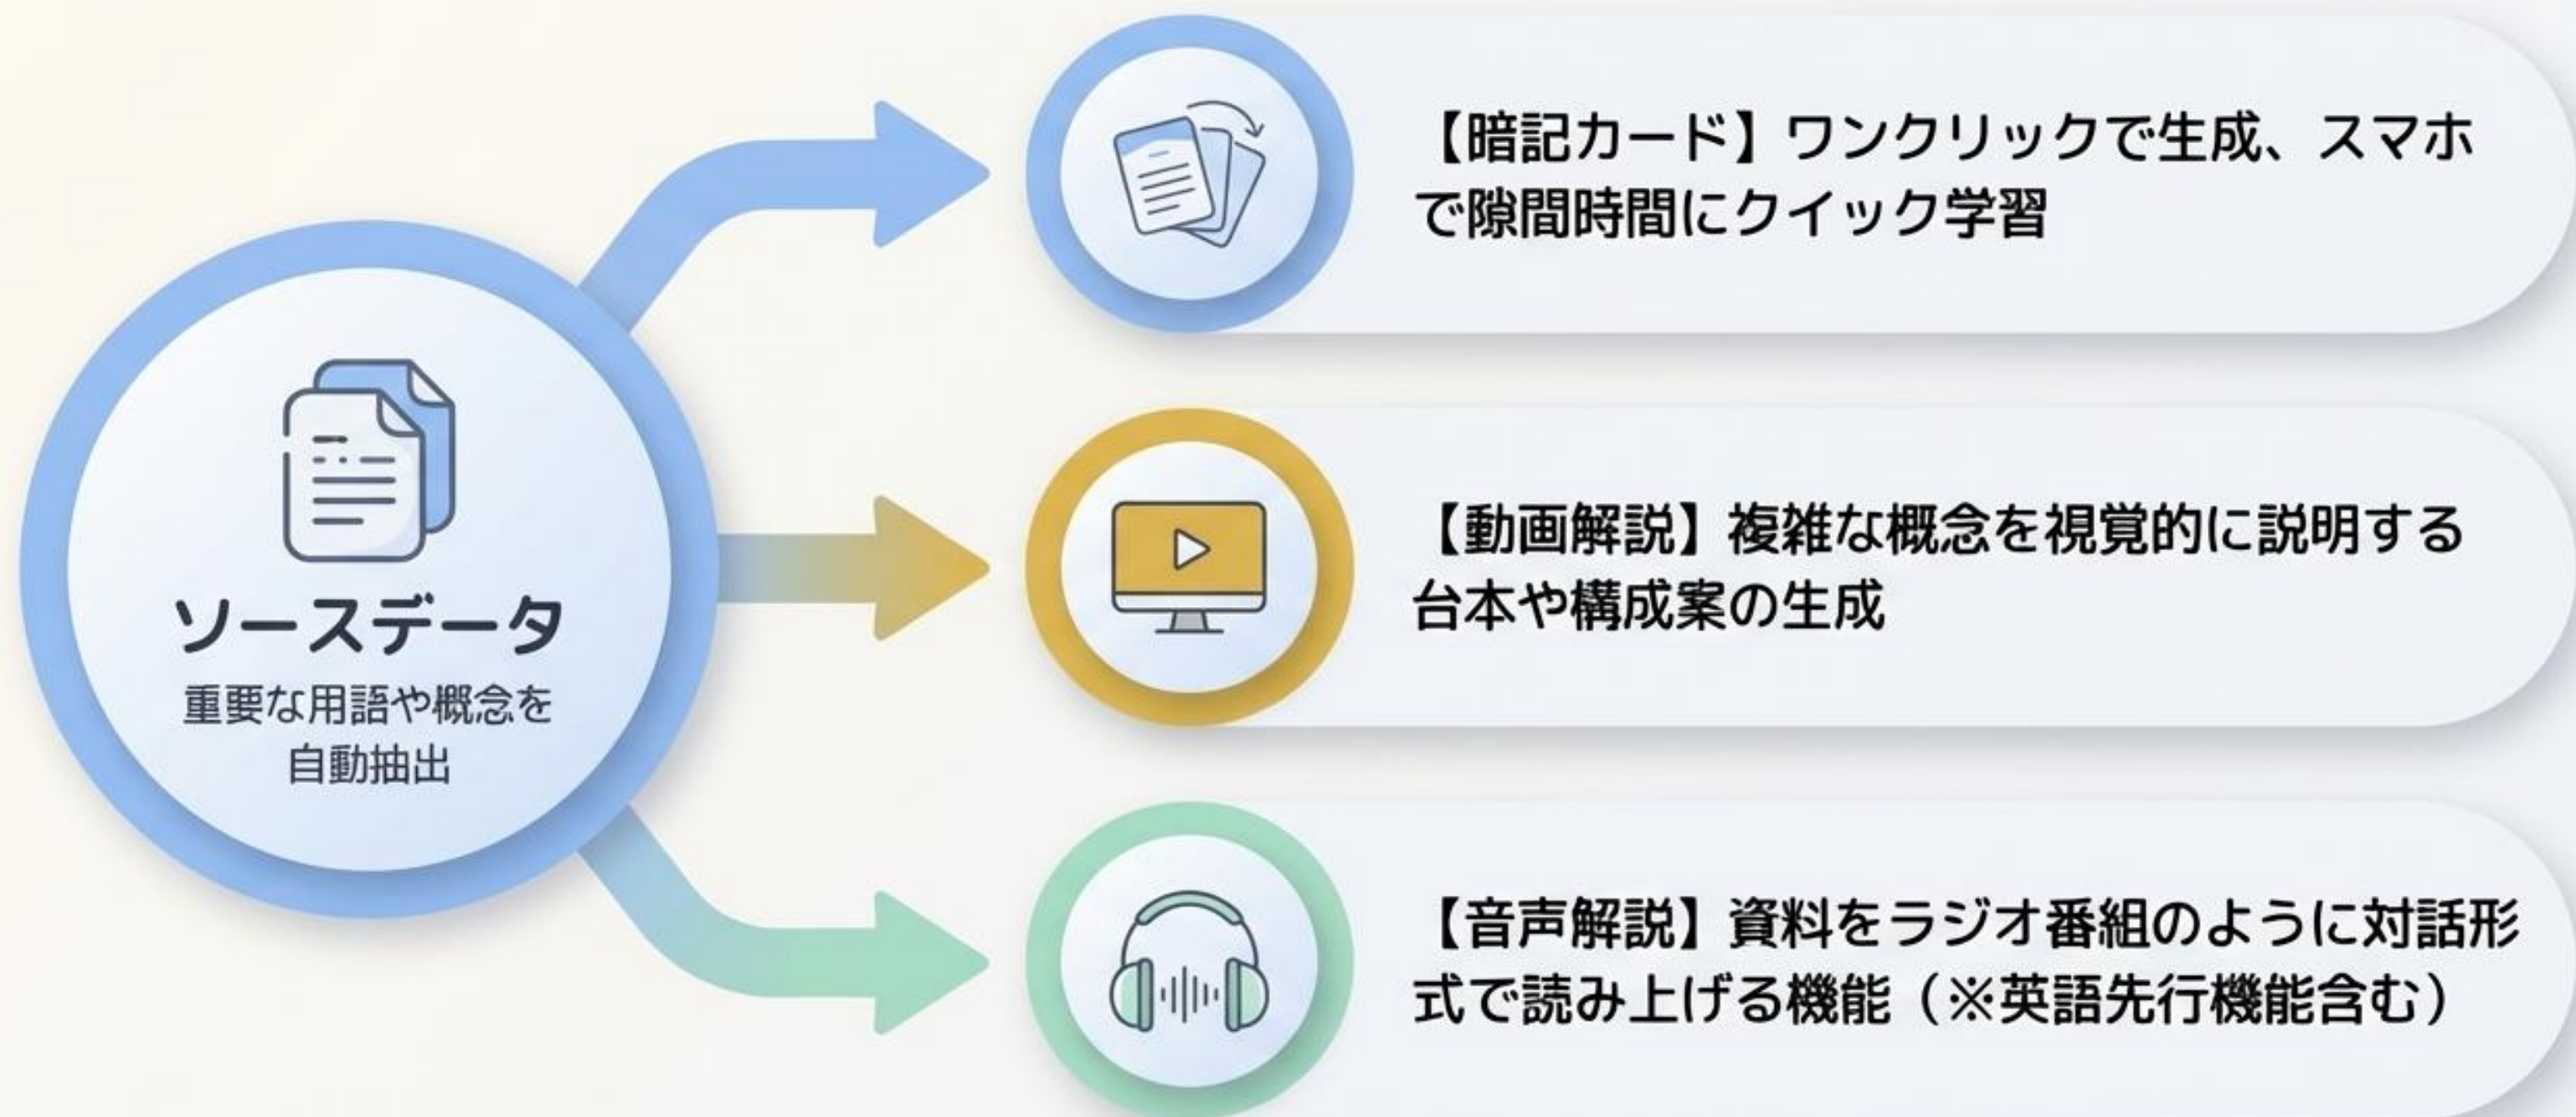 【暗記カード】ワンクリックで生成、スマホ
で隙間時間にクイック学習
ソースデータ
重要な用語や概念を
自動抽出
【動画解説】複雑な概念を視覚的に説明する
台本や構成案の生成
【音声解説】資料をラジオ番組のように対話形
式で読み上げる機能（※英語先行機能含む）